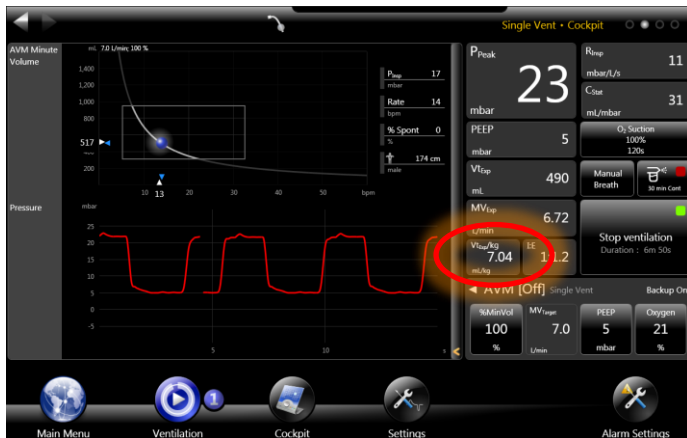 Single Vent • Cockpit
AVM Minute
Volume
mL 7.0 L/min; 100 %
1,400
1,200
1,000
800
517
200
10 20 30 40 50 bpm
13
PInsp 17
mbar
Rate 14
bpm
% Spont 0
%
174 cm
male
Pressure
mbar
25
20
15
10
5
0
-5
5 10 s
PPeak
23
mbar
PEEP
5
mbar
VtExp
490
mL
MVExp
6.72
L/min
VtExp/kg
7.04
mL/kg
I:E
1:1.2
RInsp
11
mbar/L/s
CStat
31
mL/mbar
O2 Suction
100%
120s
Manual
Breath
30 min Cont
Stop ventilation
Duration : 6m 50s
AVM [Off] Single Vent Backup On
%MinVol
100
%
MVTarget
7.0
L/min
PEEP
5
mbar
Oxygen
21
%
1
Main Menu Ventilation Cockpit Settings Alarm Settings